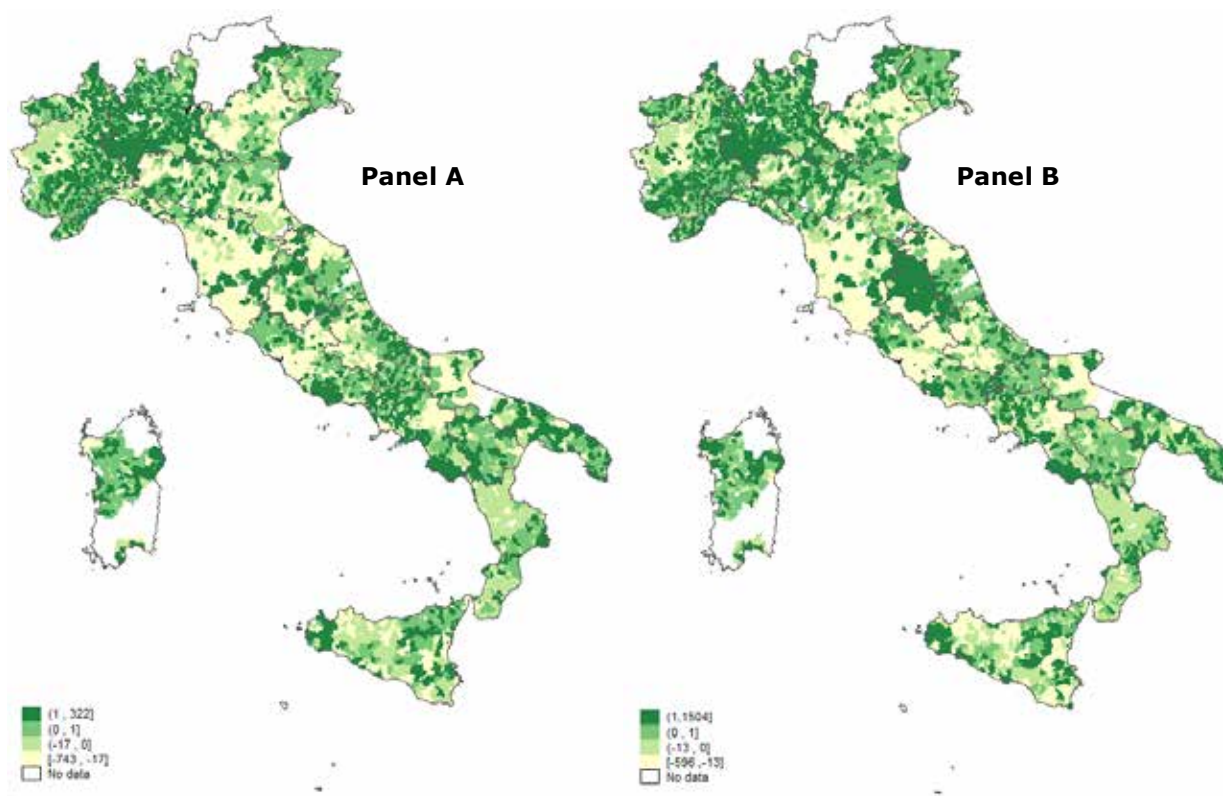 Panel A
Panel B
(1 , 322]
(0 , 1]
(-17 , 0]
[-743 , -17]
No data
(1,1504]
(0 , 1]
(-13 , 0]
[-596 ,-13]
No data